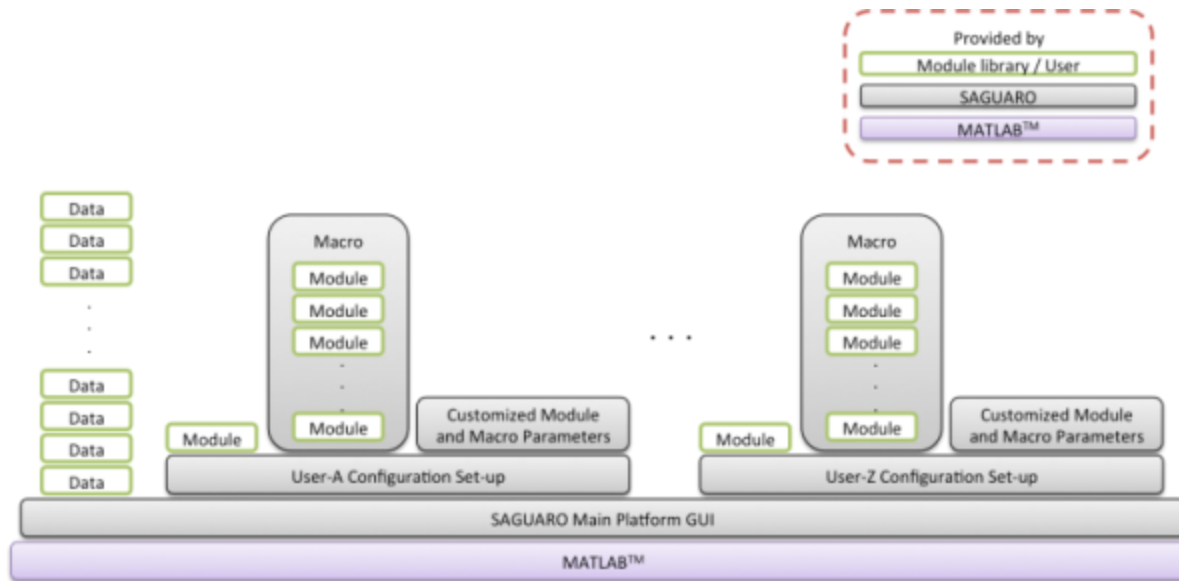 Provided by
Module library / User
SAGUARO
MATLAB™
Data
Data
Data
.
.
.
Data
Data
Data
Data
Module
Macro
Module
Module
Module
.
.
.
Module
Customized Module
and Macro Parameters
User-A Configuration Set-up
. . .
Module
Macro
Module
Module
Module
.
.
.
Module
Customized Module
and Macro Parameters
User-Z Configuration Set-up
SAGUARO Main Platform GUI
MATLAB™